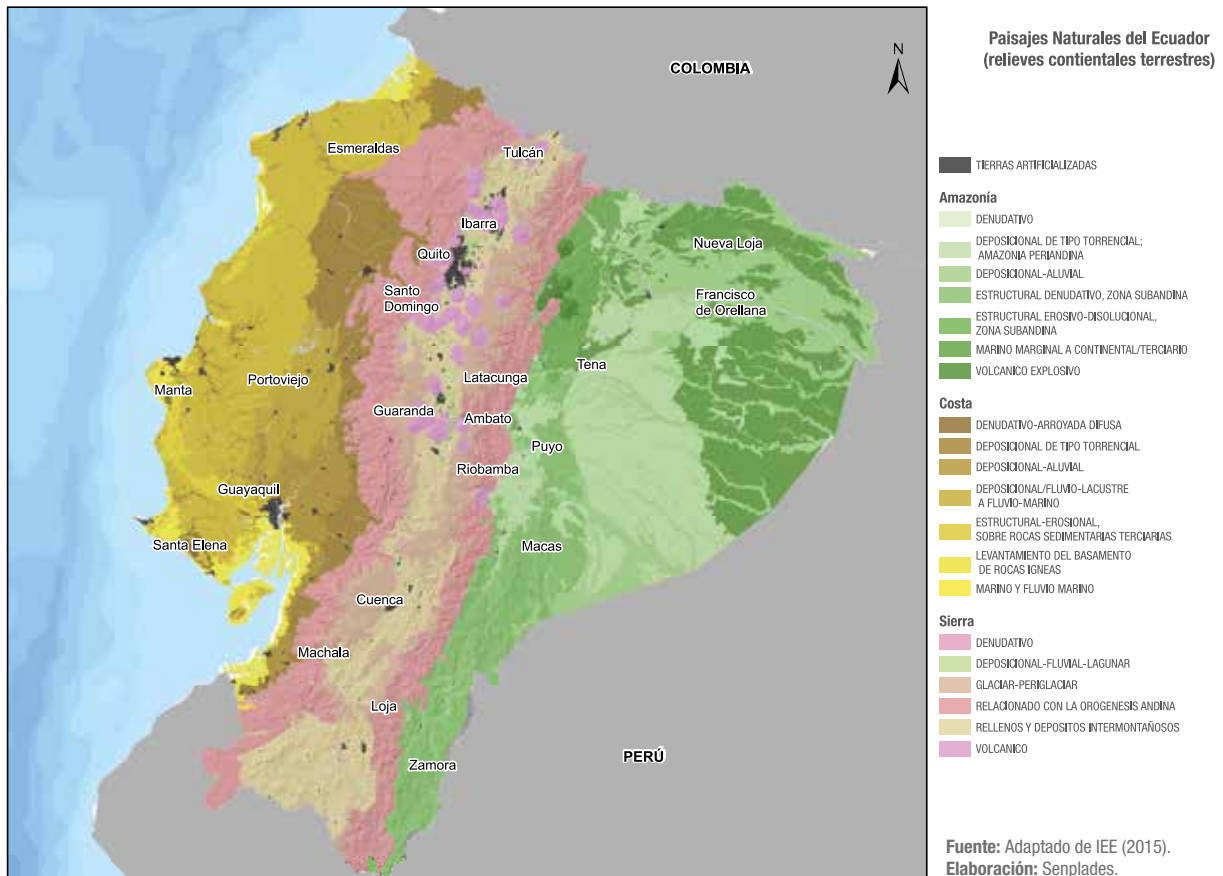 Paisajes Naturales del Ecuador
(relieves contientales terrestres)
COLOMBIA
N
Esmeraldas
Tulcán
Ibarra
Quito
Nueva Loja
Santo
Domingo
Francisco
de Orellana
Tena
Latacunga
Portoviejo
Manta
Guaranda
Ambato
Puyo
Riobamba
Guayaquil
Santa Elena
Macas
Cuenca
Machala
Loja
Zamora
PERÚ
TIERRAS ARTIFICIALIZADAS
Amazonía
DENUDATIVO
DEPOSICIONAL DE TIPO TORRENCIAL;
AMAZONIA PERIANDINA
DEPOSICIONAL-ALUVIAL
ESTRUCTURAL DENUDATIVO, ZONA SUBANDINA
ESTRUCTURAL EROSIVO-DISOLUCIONAL,
ZONA SUBANDINA
MARINO MARGINAL A CONTINENTAL/TERCIARIO
VOLCANICO EXPLOSIVO
Costa
DENUDATIVO-ARROYADA DIFUSA
DEPOSICIONAL DE TIPO TORRENCIAL
DEPOSICIONAL-ALUVIAL
DEPOSICIONAL/FLUVIO-LACUSTRE
A FLUVIO-MARINO
ESTRUCTURAL-EROSIONAL,
SOBRE ROCAS SEDIMENTARIAS TERCIARIAS
LEVANTAMIENTO DEL BASAMENTO
DE ROCAS IGNEAS
MARINO Y FLUVIO MARINO
Sierra
DENUDATIVO
DEPOSICIONAL-FLUVIAL-LAGUNAR
GLACIAR-PERIGLACIAR
RELACIONADO CON LA OROGENESIS ANDINA
RELLENOS Y DEPOSITOS INTERMONTAÑOSOS
VOLCANICO
Fuente: Adaptado de IEE (2015).
Elaboración: Senplades.